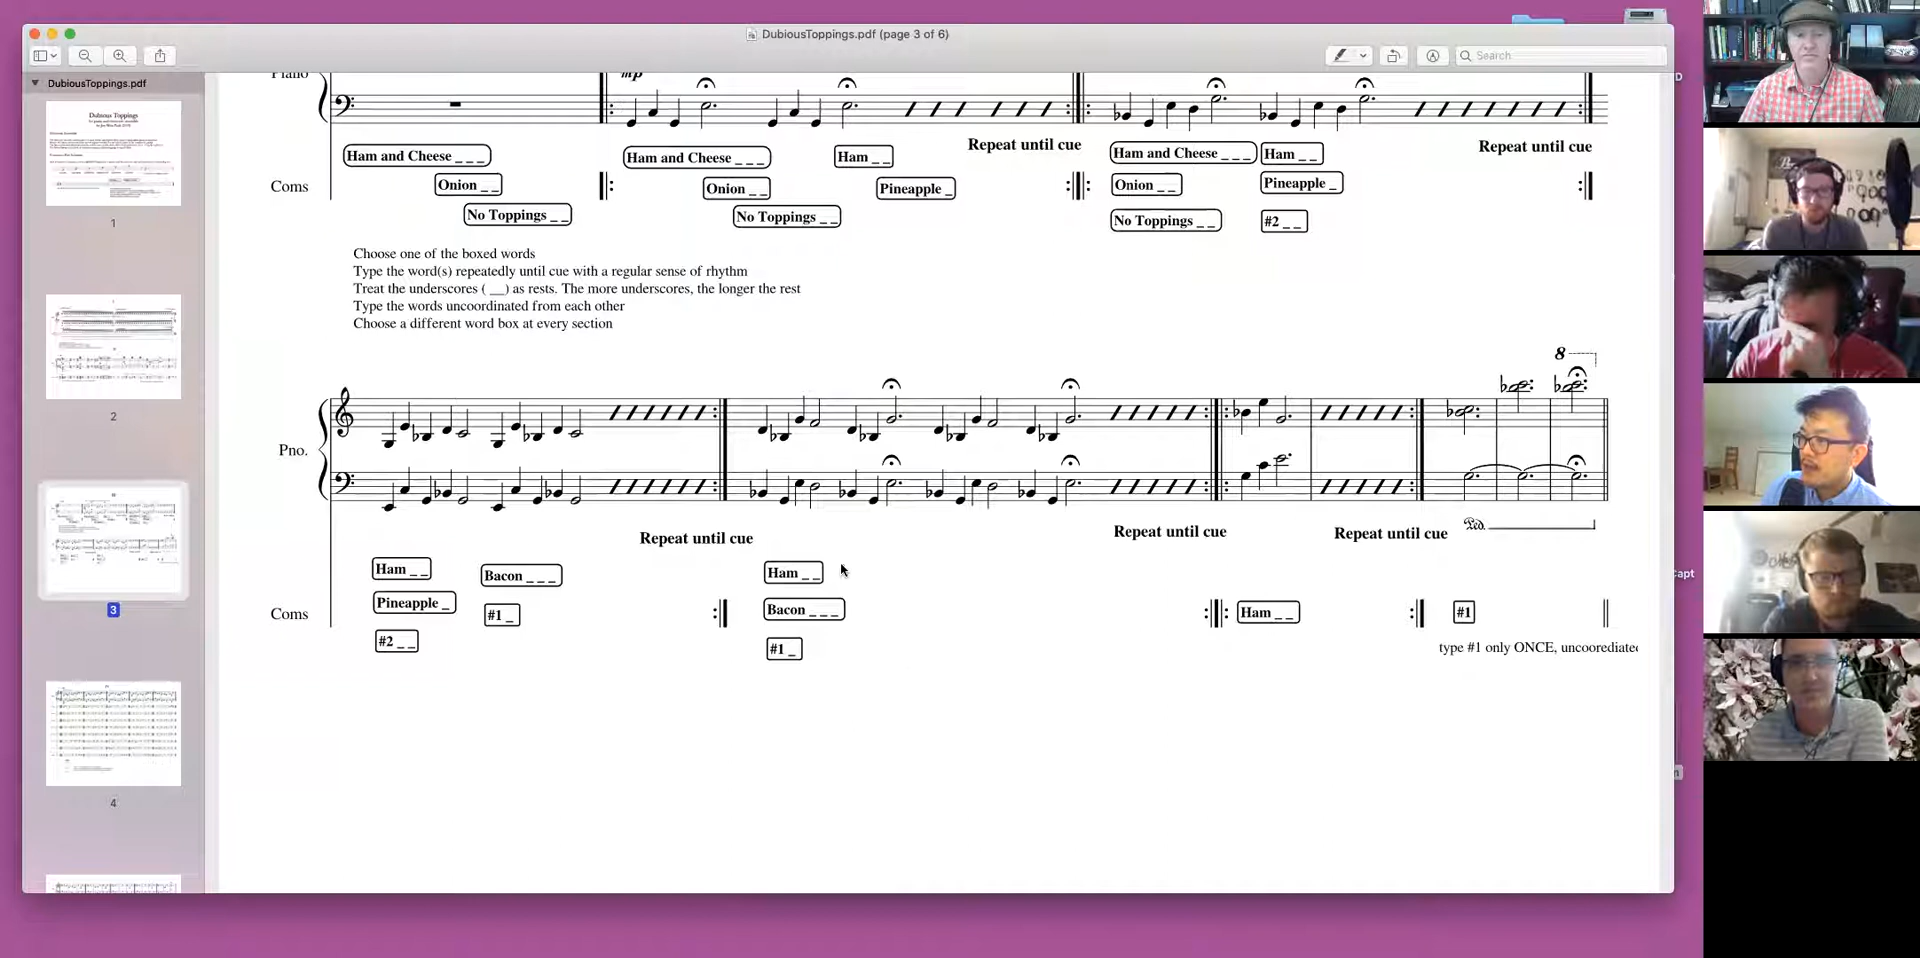 DubiousToppings.pdf (page 3 of 6)
Search
DubiousToppings.pdf
Dubious Toppings
1
2
3
4
Piano
mp
Repeat until cue
Repeat until cue
Coms
Ham and Cheese _ _ _
Onion _ _
No Toppings _ _
Ham and Cheese _ _ _
Ham _ _
Onion _ _
Pineapple _
No Toppings _ _
Ham and Cheese _ _ _
Ham _ _
Onion _ _
Pineapple _
No Toppings _ _
#2 _ _
Choose one of the boxed words
Type the word(s) repeatedly until cue with a regular sense of rhythm
Treat the underscores ( __) as rests. The more underscores, the longer the rest
Type the words uncoordinated from each other
Choose a different word box at every section
8
Pno.
Repeat until cue
Repeat until cue
Repeat until cue
Ped.
Coms
Ham _ _
Bacon _ _ _
Pineapple _
#1 _
#2 _ _
Ham _ _
Bacon _ _ _
#1 _
Ham _ _
#1
type #1 only ONCE, uncoorediated
Capt